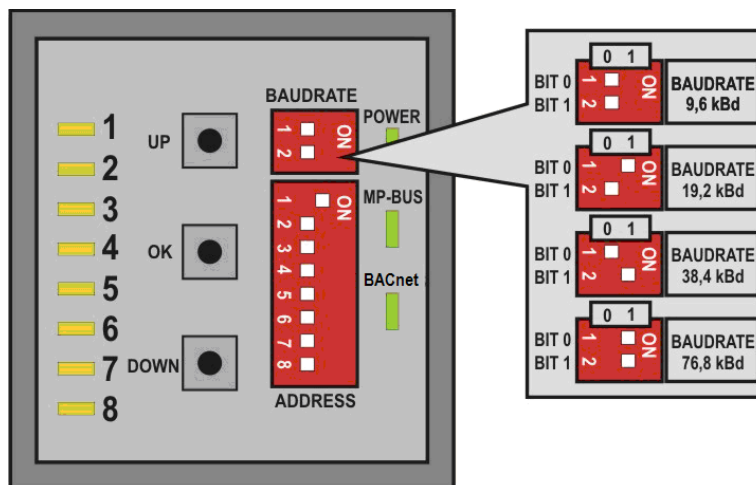 BAUDRATE
1
2
ON
POWER
UP
1
2
3
4
5
6
7
8
OK
DOWN
1
2
3
4
5
6
7
8
ON
MP-BUS
BACnet
ADDRESS
0 1
BIT 0
BIT 1
1
2
ON
BAUDRATE
9,6 kBd
0 1
BIT 0
BIT 1
1
2
ON
BAUDRATE
19,2 kBd
0 1
BIT 0
BIT 1
1
2
ON
BAUDRATE
38,4 kBd
0 1
BIT 0
BIT 1
1
2
ON
BAUDRATE
76,8 kBd